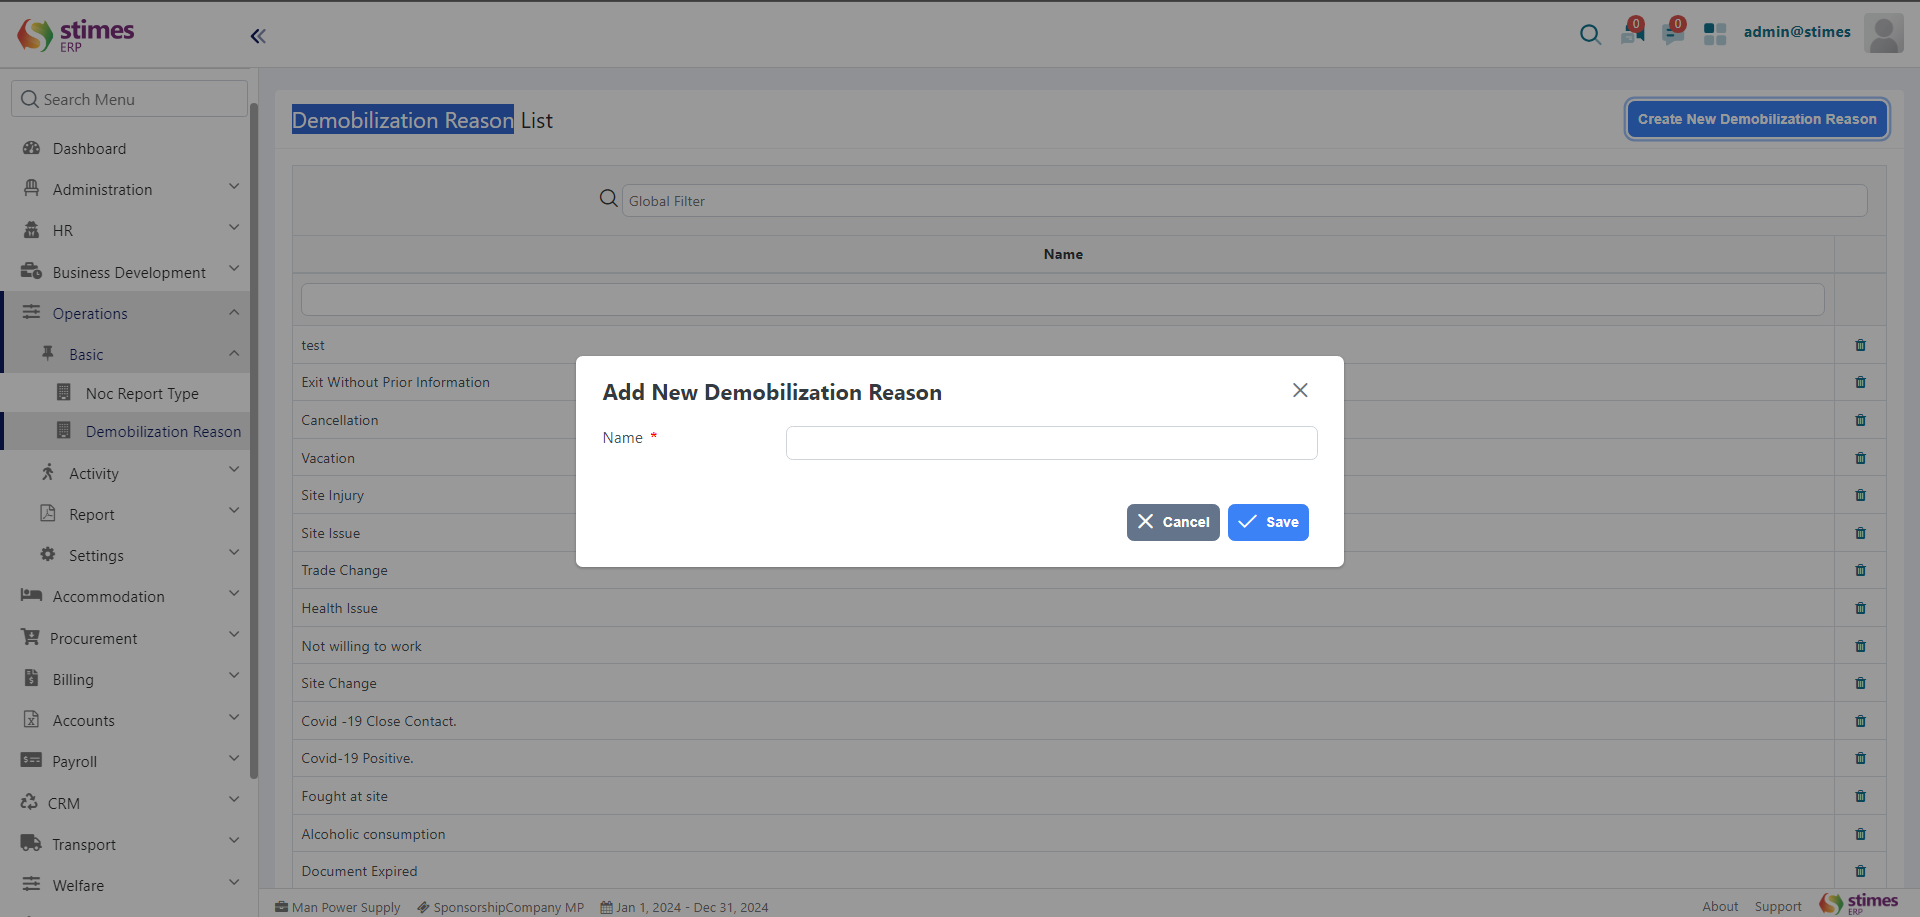 stimes
ERP
0
0
admin@stimes
Search Menu
Dashboard
Administration
HR
Business Development
Operations
Basic
Noc Report Type
Demobilization Reason
Activity
Report
Settings
Accommodation
Procurement
Billing
Accounts
Payroll
CRM
Transport
Welfare
Demobilization Reason List
Create New Demobilization Reason
Global Filter
Name
test
Exit Without Prior Information
Cancellation
Vacation
Site Injury
Site Issue
Trade Change
Health Issue
Not willing to work
Site Change
Covid -19 Close Contact.
Covid-19 Positive.
Fought at site
Alcoholic consumption
Document Expired
Add New Demobilization Reason
Name *
Cancel
Save
Man Power Supply
SponsorshipCompany MP
Jan 1, 2024 - Dec 31, 2024
About
Support
stimes
ERP